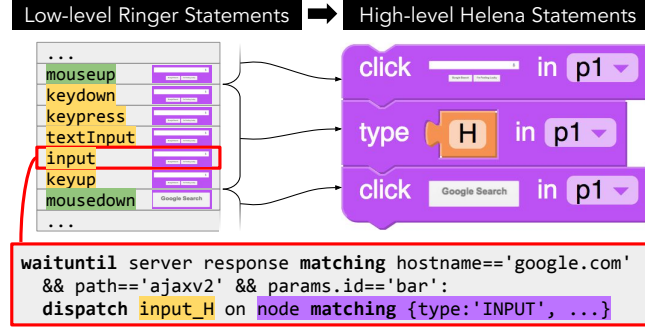 Low-level Ringer Statements
High-level Helena Statements
...
mouseup
keydown
keypress
textInput
input
keyup
mousedown Google Search
...
click in p1
type H in p1
click Google Search in p1
waituntil server response matching hostname=='google.com'
&& path=='ajaxv2' && params.id=='bar':
dispatch input_H on node matching {type:'INPUT', ...}